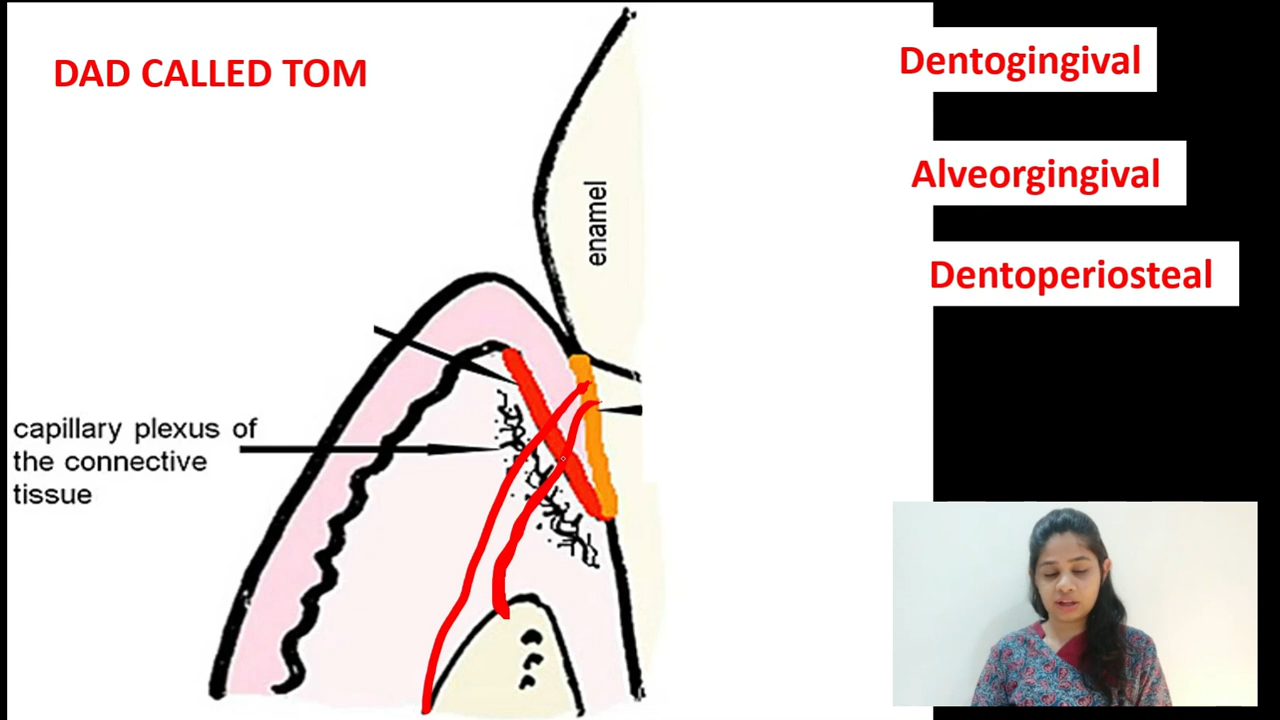 DAD CALLED TOM
enamel
capillary plexus of
the connective
tissue
Dentogingival
Alveorgingival
Dentoperiosteal